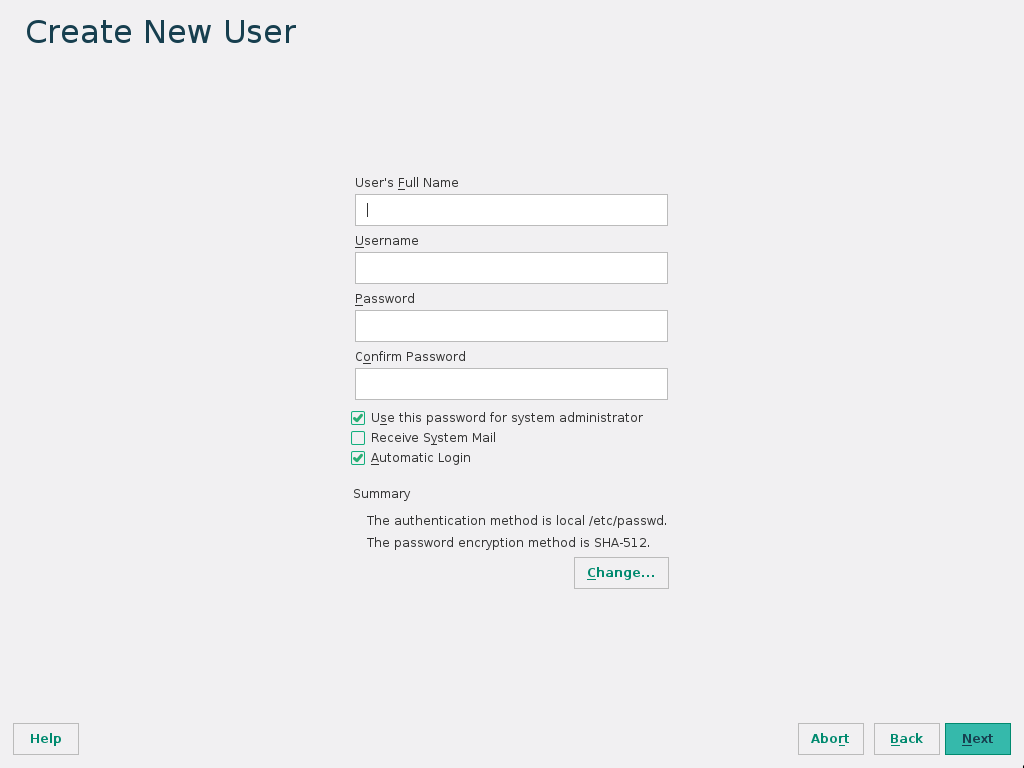 Create New User
User's Full Name
Username
Password
Confirm Password
Use this password for system administrator
Receive System Mail
Automatic Login
Summary
The authentication method is local /etc/passwd.
The password encryption method is SHA-512.
Change...
Help
Abort
Back
Next